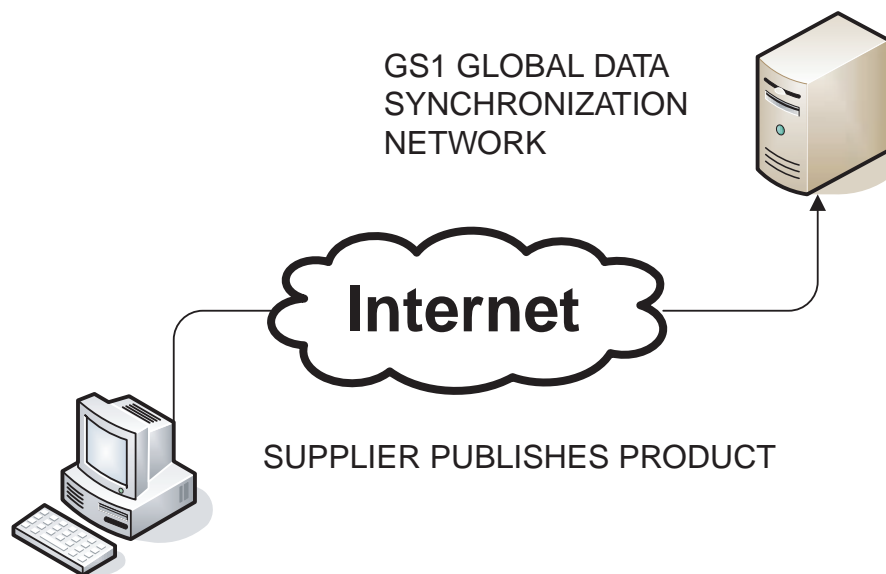 GS1 GLOBAL DATA
SYNCHRONIZATION
NETWORK
Internet
SUPPLIER PUBLISHES PRODUCT